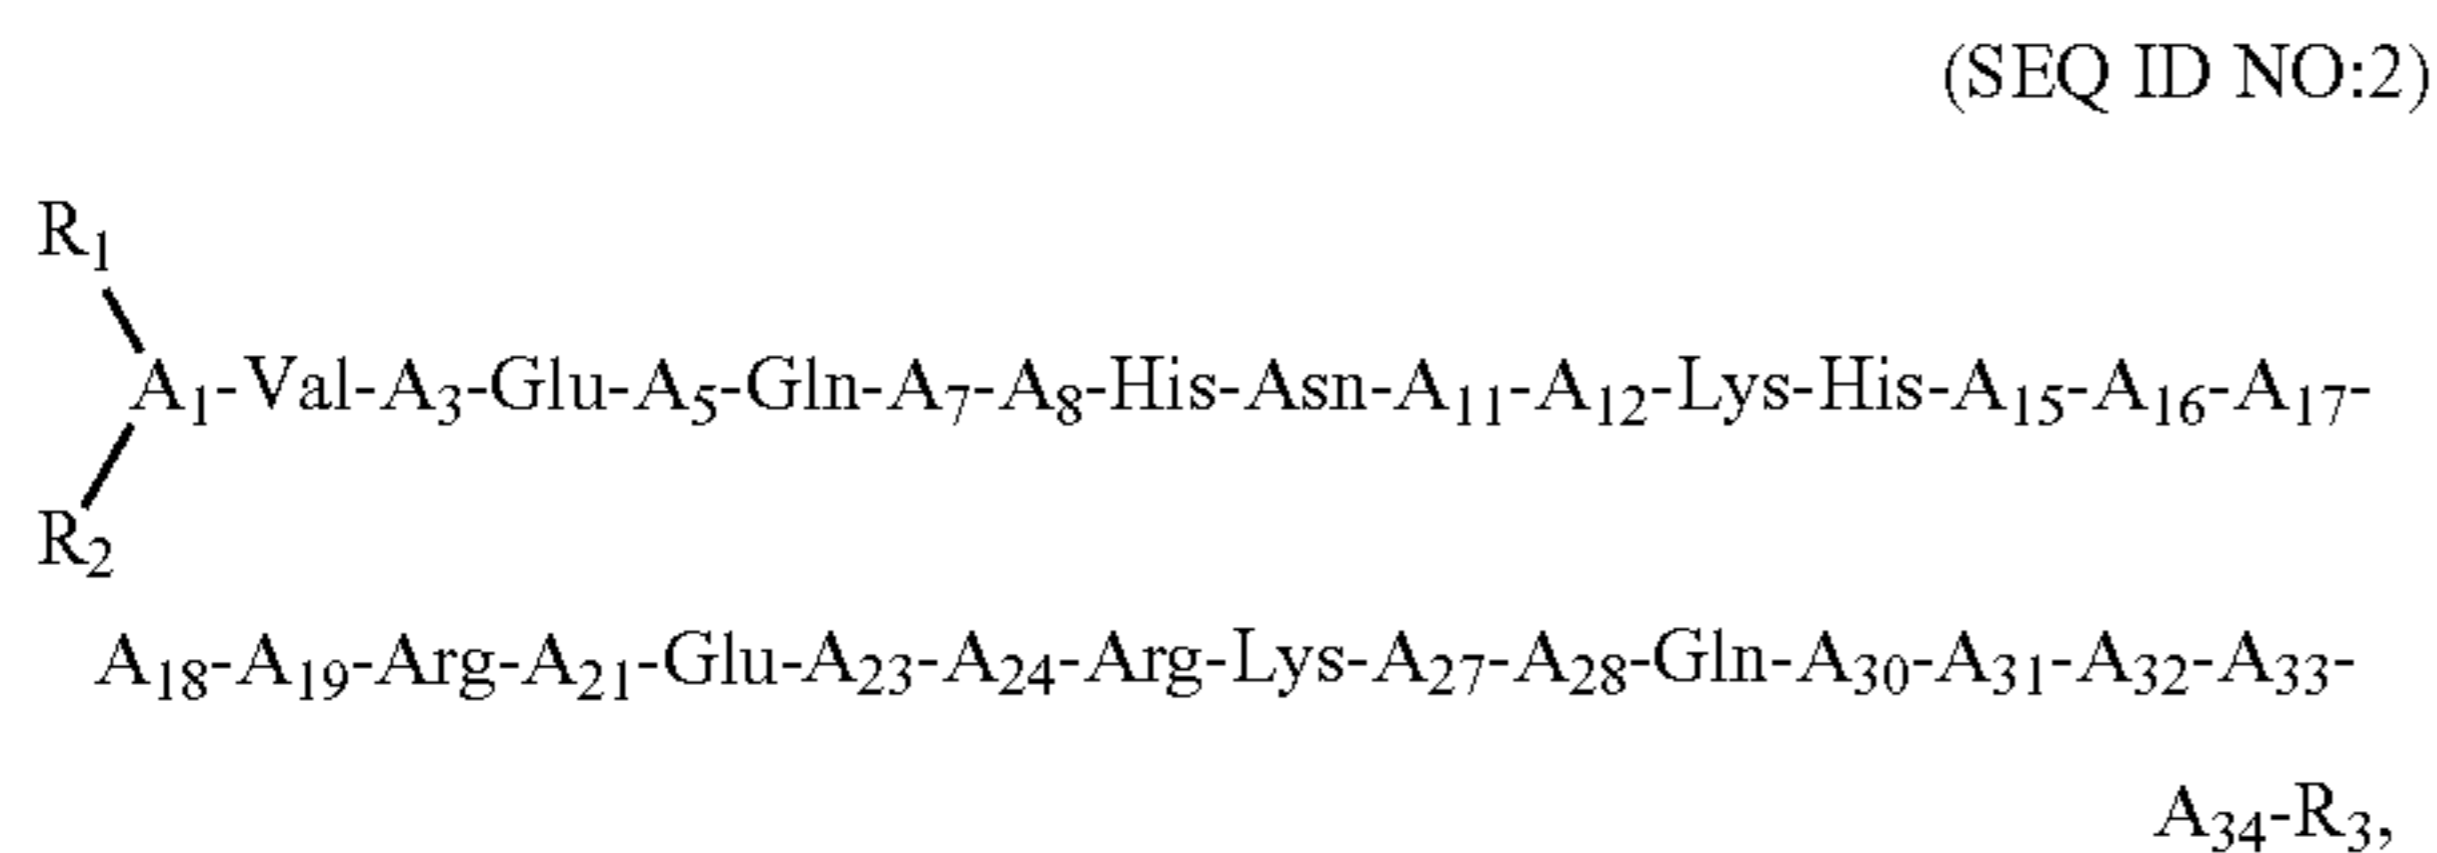 (SEQ ID NO:2)
R₁
A₁-Val-A₃-Glu-A₅-Gln-A₇-A₈-His-Asn-A₁₁-A₁₂-Lys-His-A₁₅-A₁₆-A₁₇-
R₂
A₁₈-A₁₉-Arg-A₂₁-Glu-A₂₃-A₂₄-Arg-Lys-A₂₇-A₂₈-Gln-A₃₀-A₃₁-A₃₂-A₃₃-
A₃₄-R₃,